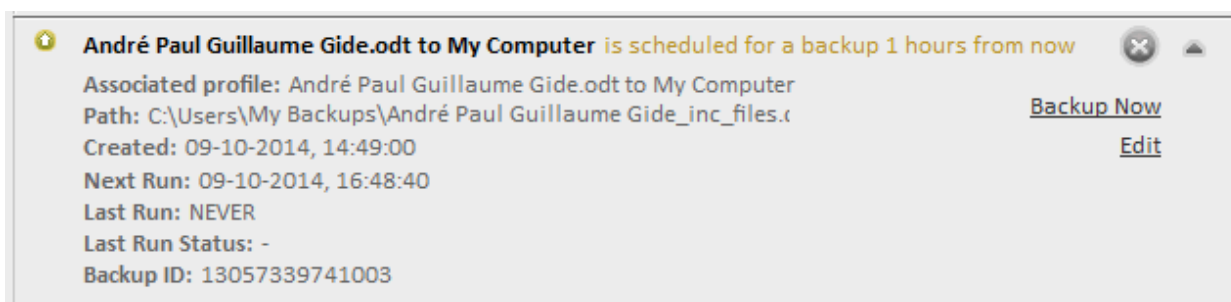 André Paul Guillaume Gide.odt to My Computer is scheduled for a backup 1 hours from now
Associated profile: André Paul Guillaume Gide.odt to My Computer
Path: C:\Users\My Backups\André Paul Guillaume Gide_inc_files.
Backup Now
Created: 09-10-2014, 14:49:00
Edit
Next Run: 09-10-2014, 16:48:40
Last Run: NEVER
Last Run Status: -
Backup ID: 13057339741003